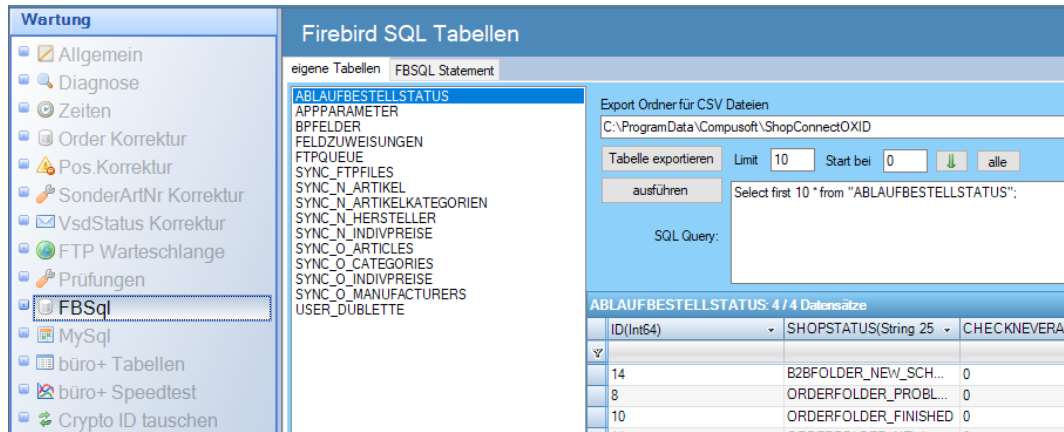 Wartung
Allgemein
Diagnose
Zeiten
Order Korrektur
Pos.Korrektur
SonderArtNr Korrektur
VsdStatus Korrektur
FTP Warteschlange
Prüfungen
FBSql
MySql
büro+ Tabellen
büro+ Speedtest
Crypto ID tauschen
Firebird SQL Tabellen
eigene Tabellen FBSQL Statement
ABLAUFBESTELLSTATUS
APPPARAMETER
BPFELDER
FELDZUWEISUNGEN
FTPQUEUE
SYNC_FTPFILES
SYNC_N_ARTIKEL
SYNC_N_ARTIKELKATEGORIEN
SYNC_N_HERSTELLER
SYNC_N_INDIVPREISE
SYNC_O_ARTICLES
SYNC_O_CATEGORIES
SYNC_O_INDIVPREISE
SYNC_O_MANUFACTURERS
USER_DUBLETTE
Export Ordner für CSV Dateien
C:\ProgramData\Compusoft\ShopConnectOXID
Tabelle exportieren Limit 10 Start bei 0 alle
ausführen Select first 10 * from "ABLAUFBESTELLSTATUS";
SQL Query:
ABLAUFBESTELLSTATUS: 4 / 4 Datensätze
ID(Int64) SHOPSTATUS(String 25 CHECKNEVERA
14 B2BFOLDER_NEW_SCH... 0
8 ORDERFOLDER_PROBL... 0
10 ORDERFOLDER_FINISHED 0